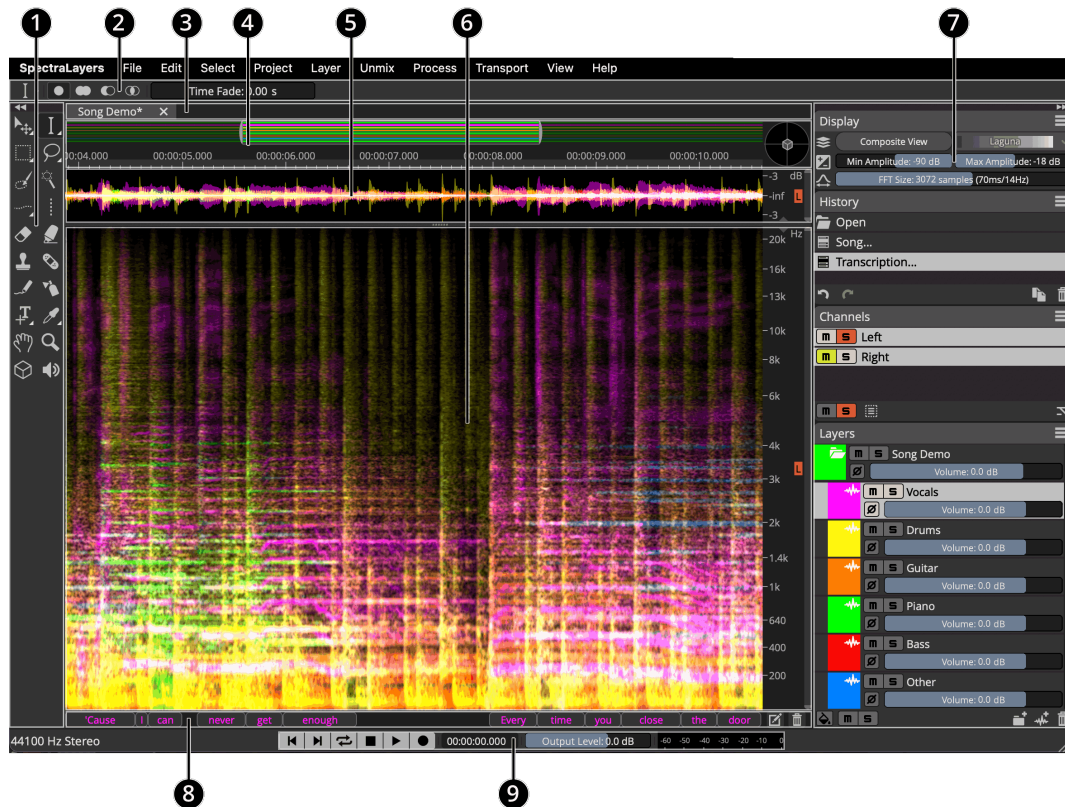 1 2 3 4 5 6 7
SpectraLayers File Edit Select Project Layer Unmix Process Transport View Help
Time Fade: 0.00 s
Song Demo* ✕
Display
Composite View Laguna
00:04.000 00:00:05.000 00:00:06.000 00:00:07.000 00:00:08.000 00:00:09.000 00:00:10.000
Min Amplitude: -90 dB Max Amplitude: -18 dB
FFT Size: 3072 samples (70ms/14Hz)
-3 dB
-inf L
-3
History
Open
Song...
Transcription...
Hz
-20k
-16k
-13k
-10k
-8k
-6k
-4k
-3k L
-2k
-1.4k
-1k
-640
-400
-200
Channels
m s Left
m s Right
m s
Layers
m s Song Demo
Ø Volume: 0.0 dB
m s Vocals
Ø Volume: 0.0 dB
m s Drums
Ø Volume: 0.0 dB
m s Guitar
Ø Volume: 0.0 dB
m s Piano
Ø Volume: 0.0 dB
m s Bass
Ø Volume: 0.0 dB
m s Other
Ø Volume: 0.0 dB
m s
'Cause I can never get enough Every time you close the door
44100 Hz Stereo 00:00:00.000 Output Level: 0.0 dB -60 -50 -40 -30 -20 -10 0
8 9